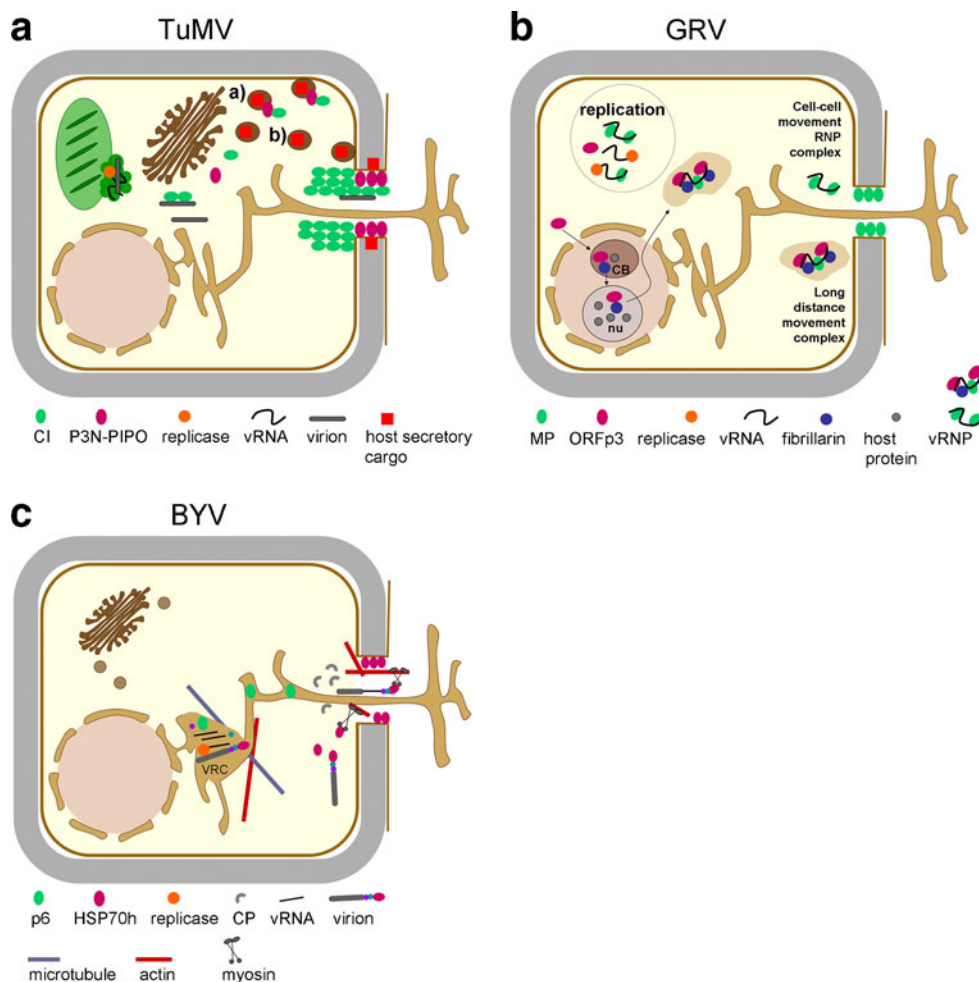 a
TuMV
a)
b)
CI
P3N-PIPO
replicase
vRNA
virion
host secretory
cargo
b
GRV
replication
Cell-cell
movement
RNP
complex
CB
nu
Long
distance
movement
complex
MP
ORFp3
replicase
vRNA
fibrillarin
host
protein
vRNP
c
BYV
VRC
p6
HSP70h
replicase
CP
vRNA
virion
microtubule
actin
myosin